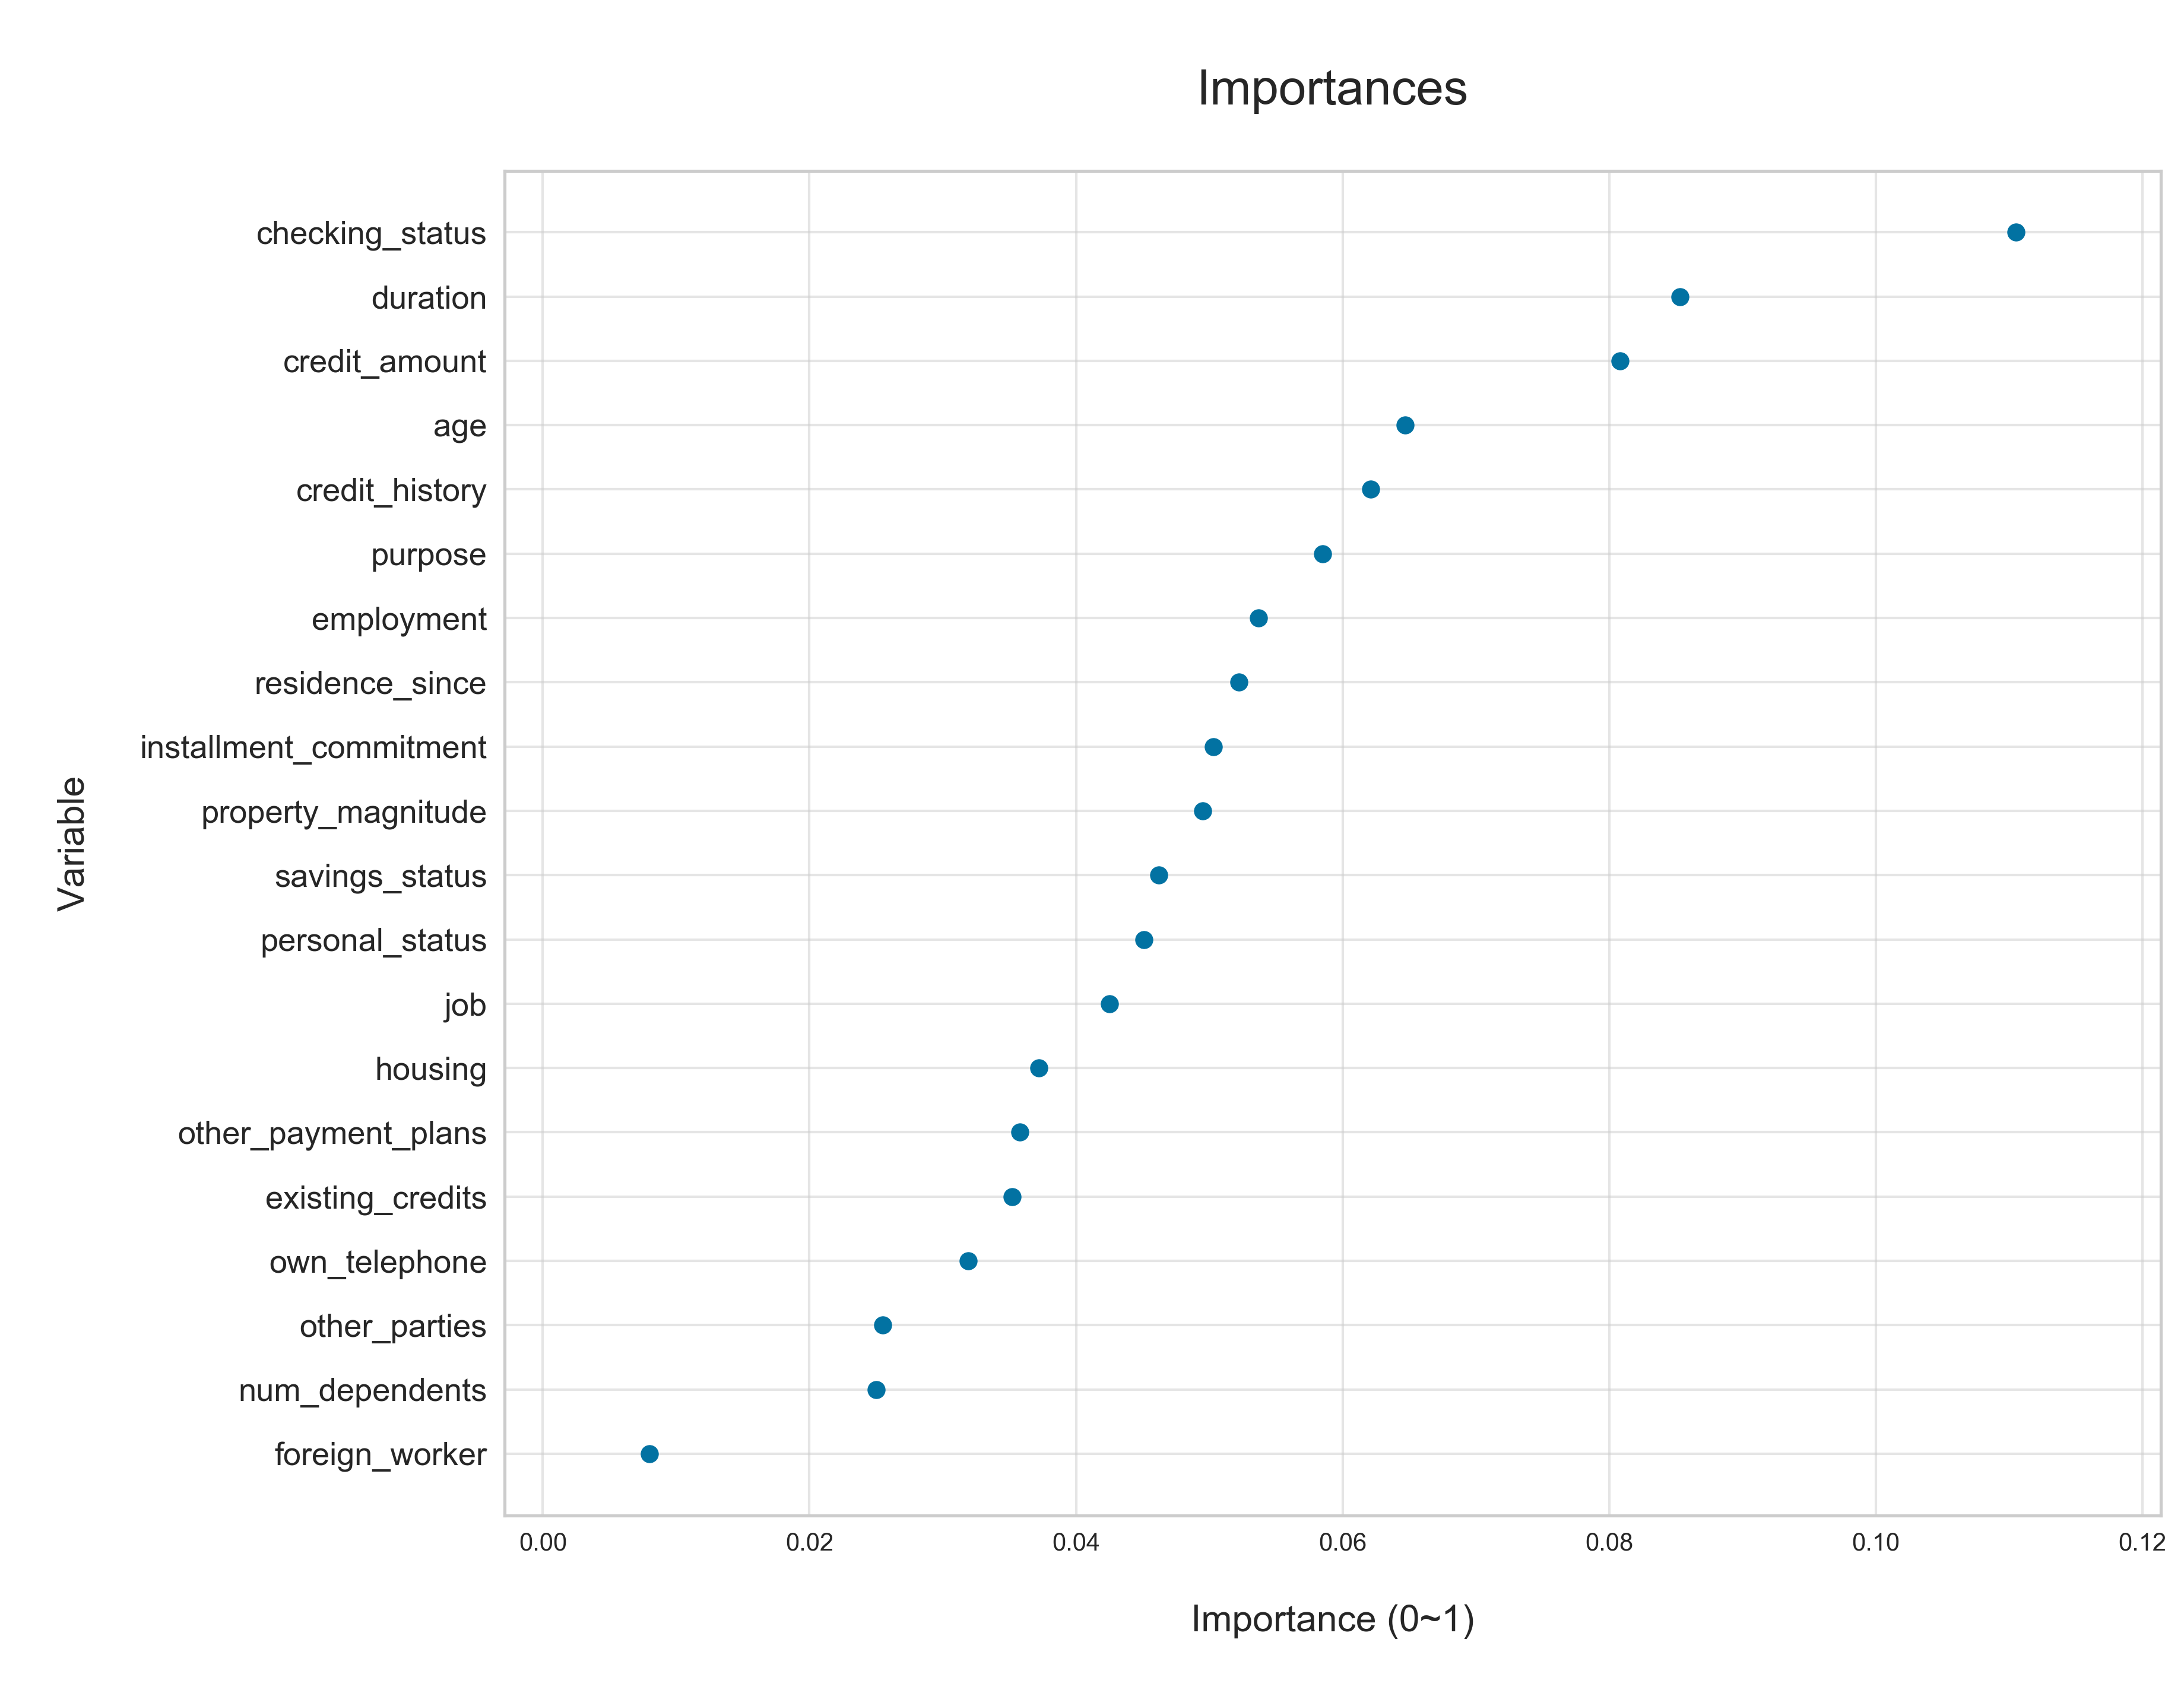 Importances
checking_status
duration
credit_amount
age
credit_history
purpose
employment
residence_since
installment_commitment
property_magnitude
savings_status
personal_status
job
housing
other_payment_plans
existing_credits
own_telephone
other_parties
num_dependents
foreign_worker
Variable
0.00 0.02 0.04 0.06 0.08 0.10 0.12
Importance (0~1)